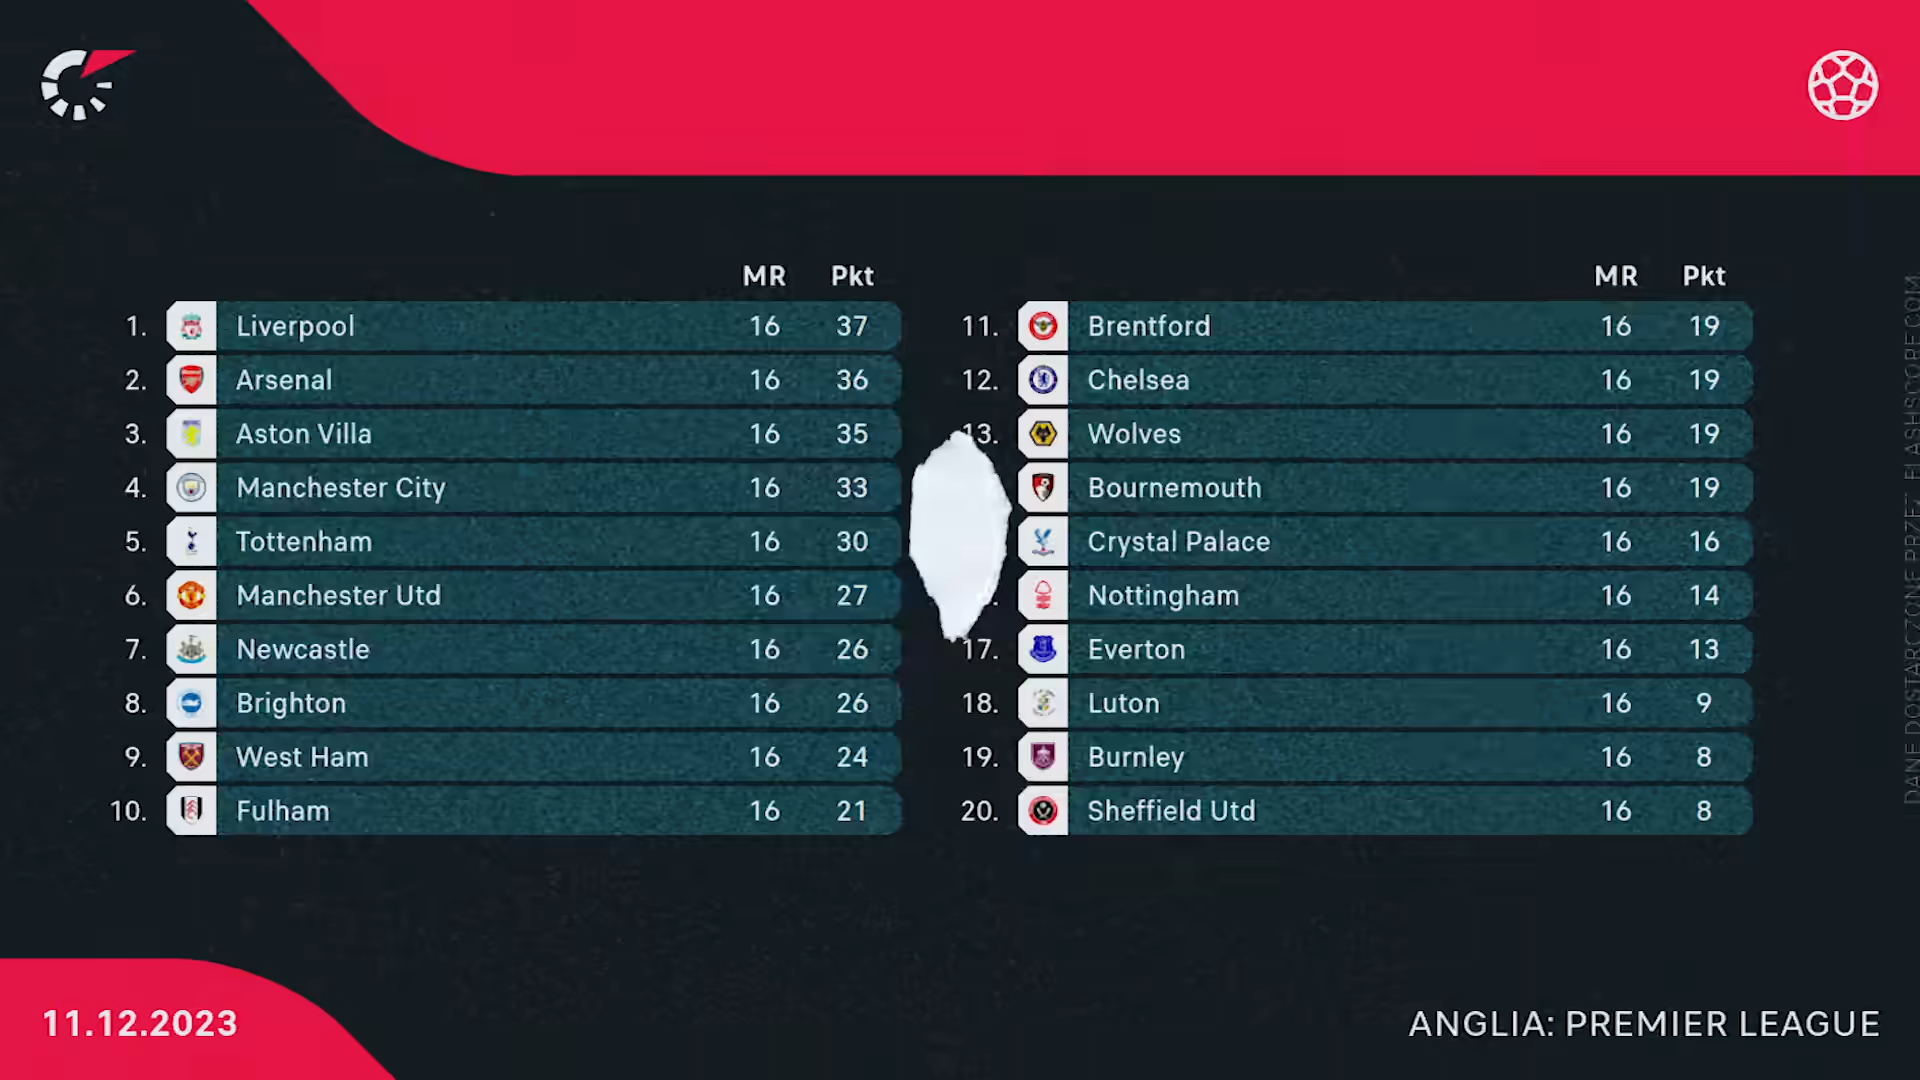 MR Pkt
1. Liverpool 16 37
2. Arsenal 16 36
3. Aston Villa 16 35
4. Manchester City 16 33
5. Tottenham 16 30
6. Manchester Utd 16 27
7. Newcastle 16 26
8. Brighton 16 26
9. West Ham 16 24
10. Fulham 16 21
MR Pkt
11. Brentford 16 19
12. Chelsea 16 19
13. Wolves 16 19
Bournemouth 16 19
Crystal Palace 16 16
Nottingham 16 14
17. Everton 16 13
18. Luton 16 9
19. Burnley 16 8
20. Sheffield Utd 16 8
DANE DOSTARCZONE PRZEZ FLASHSCORE.COM
11.12.2023
ANGLIA: PREMIER LEAGUE